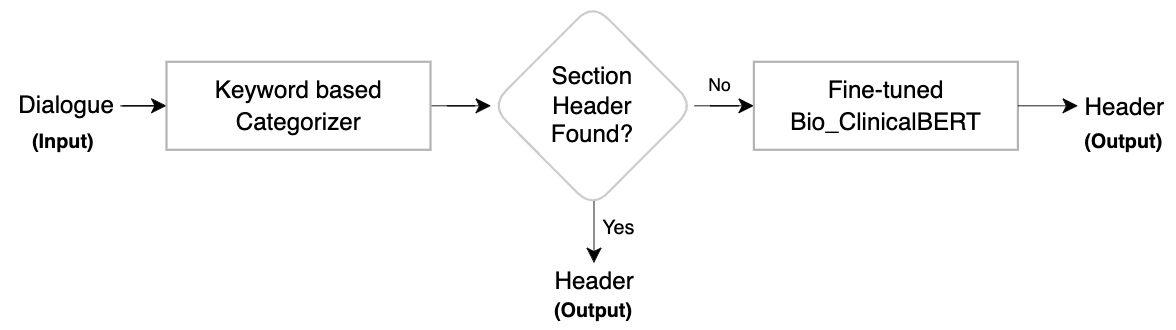 Dialogue
(Input)
Keyword based
Categorizer
Section
Header
Found?
No
Fine-tuned
Bio_ClinicalBERT
Header
(Output)
Yes
Header
(Output)